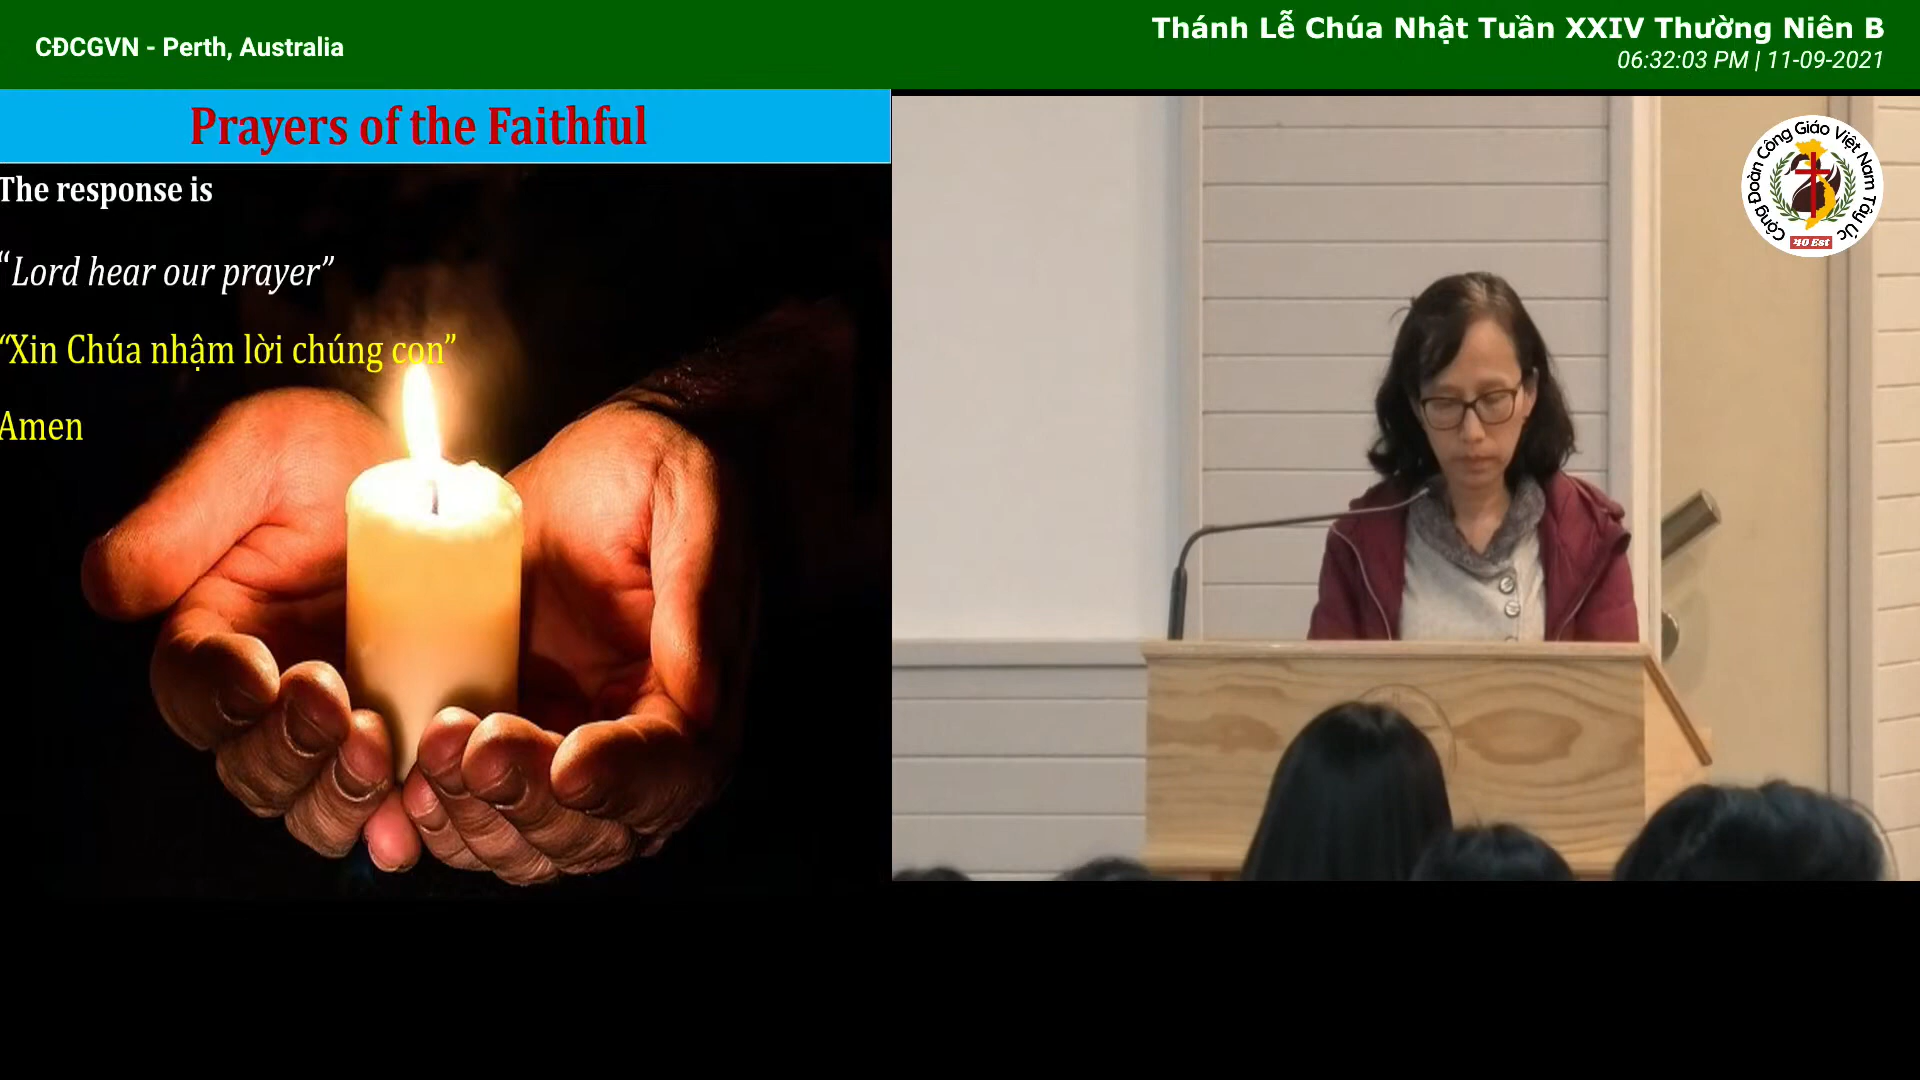 CĐCGVN - Perth, Australia
Thánh Lễ Chúa Nhật Tuần XXIV Thường Niên B
06:32:03 PM | 11-09-2021
Prayers of the Faithful
The response is
“Lord hear our prayer”
“Xin Chúa nhậm lời chúng con”
Amen
Cộng Đoàn Công Giáo Việt Nam Tây Úc
40 Est